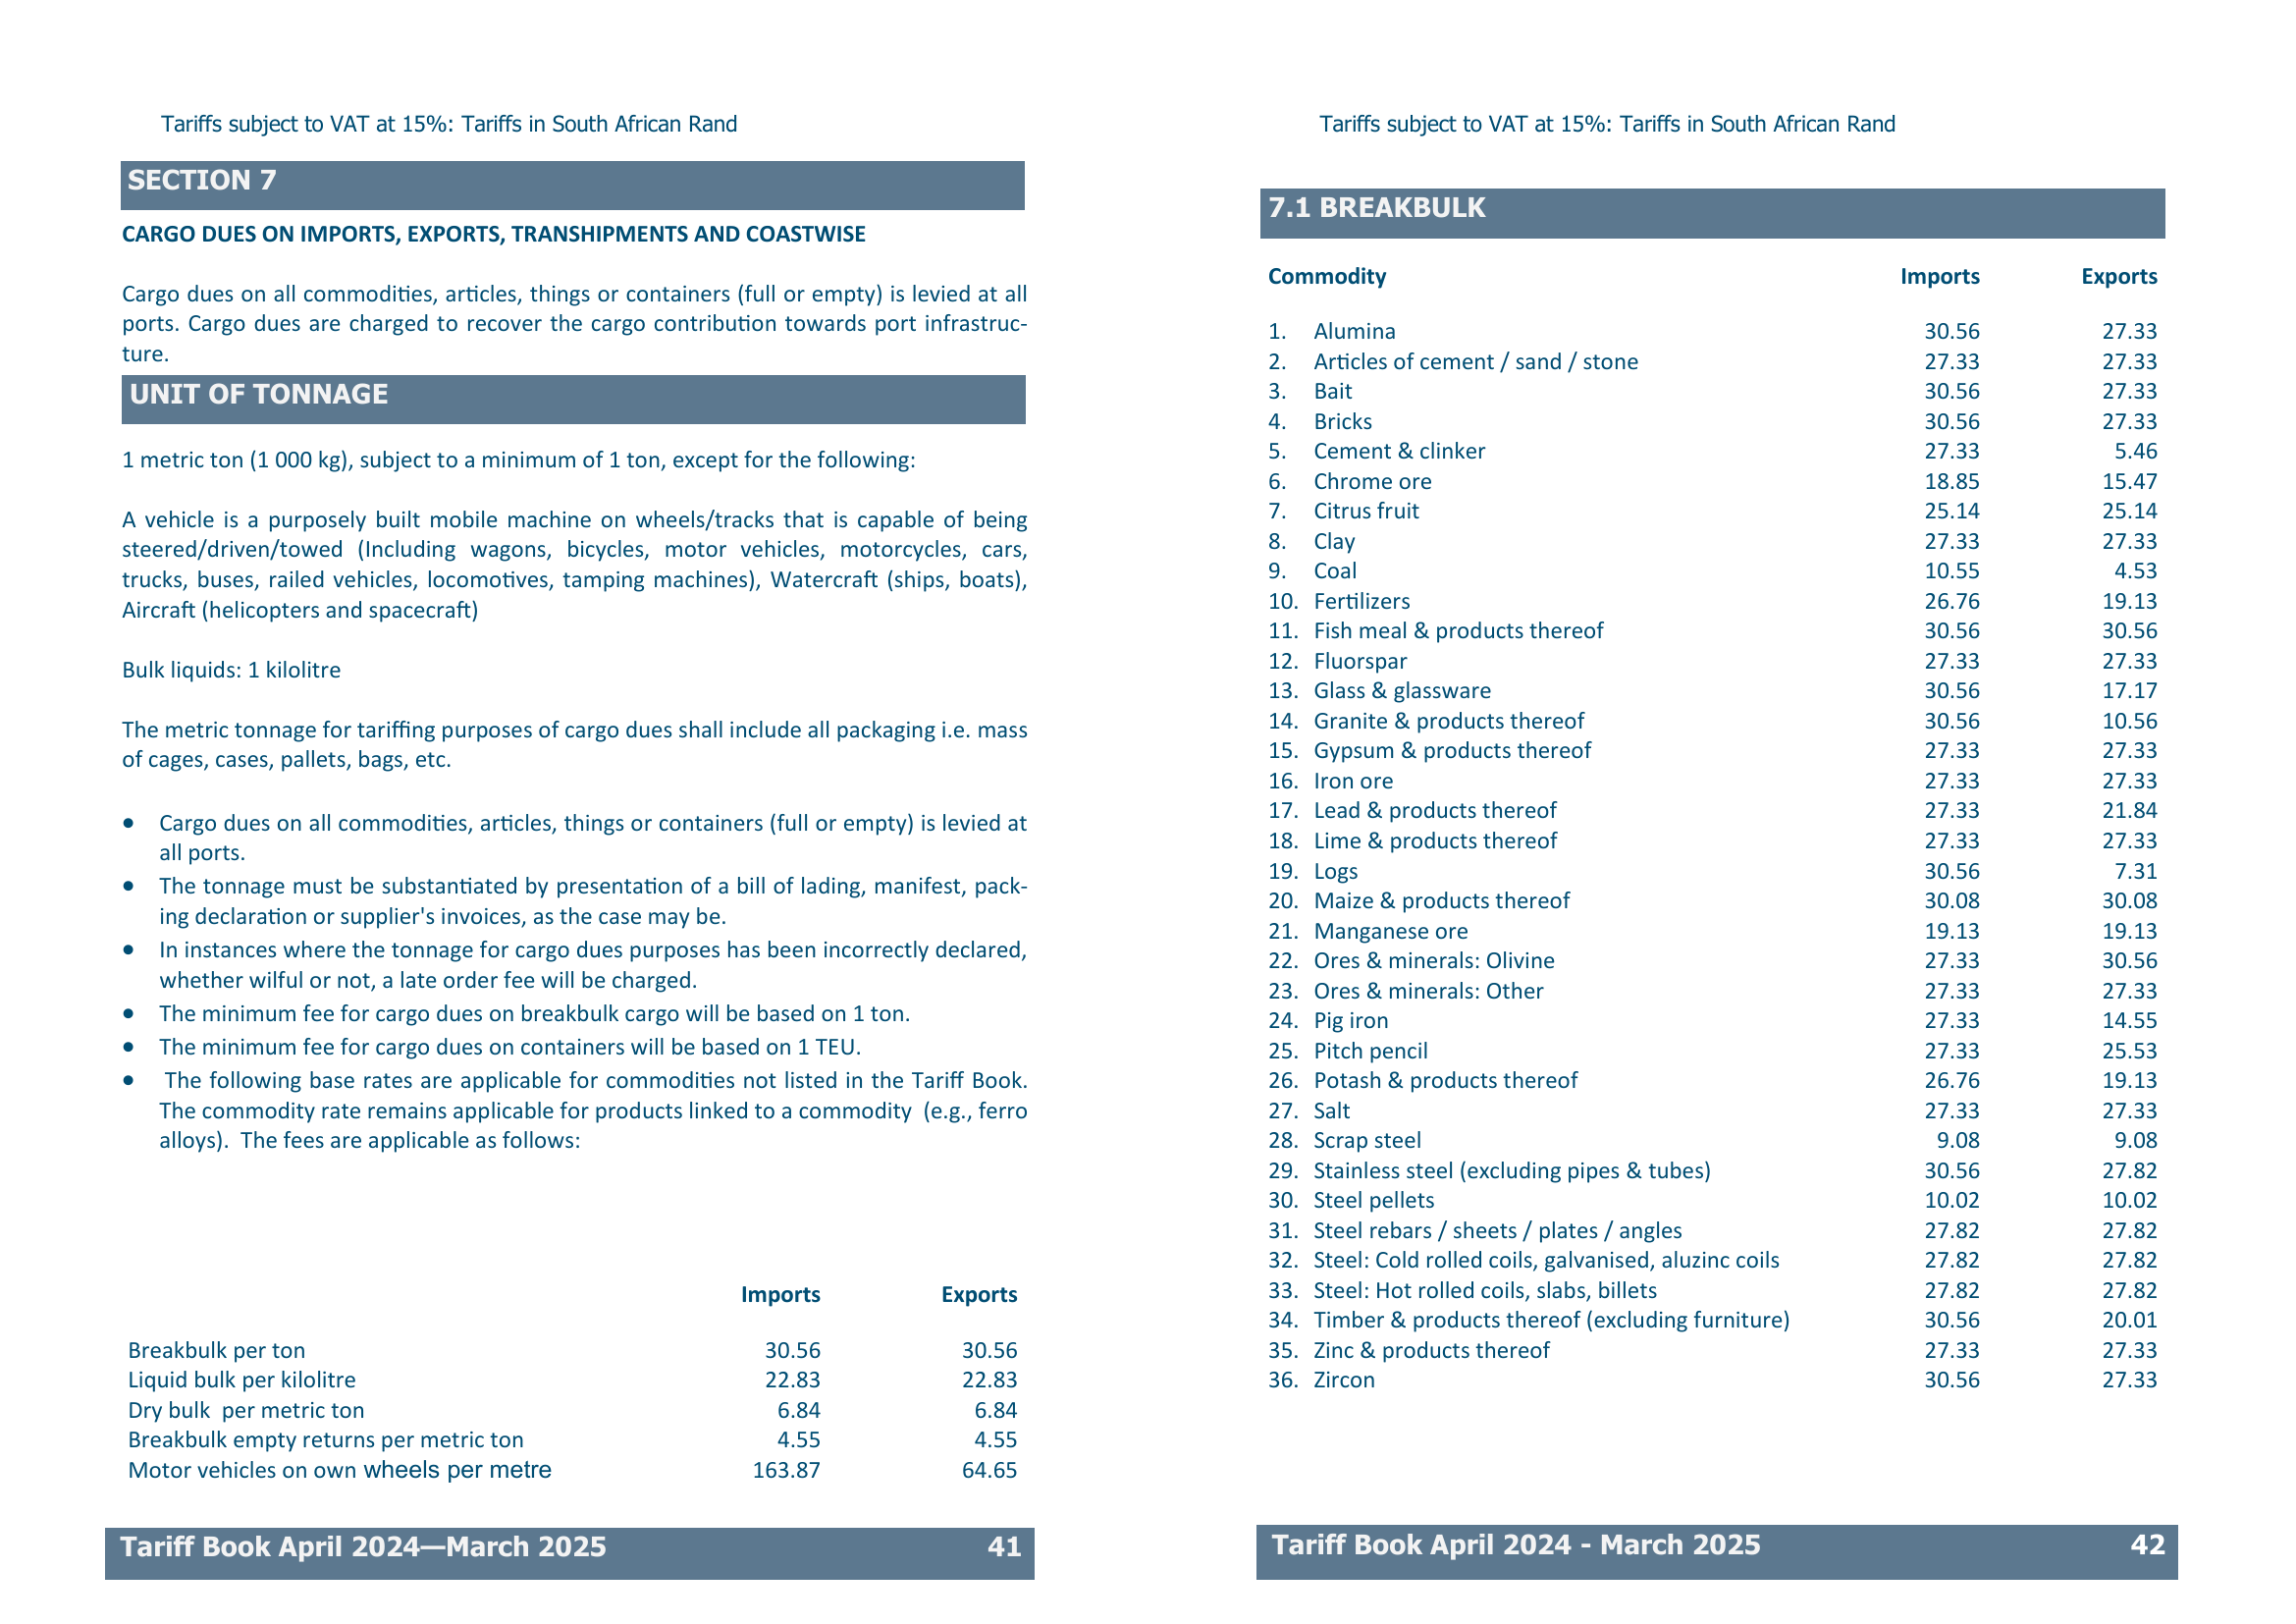 Tariffs subject to VAT at 15%: Tariffs in South African Rand
SECTION 7
CARGO DUES ON IMPORTS, EXPORTS, TRANSHIPMENTS AND COASTWISE
Cargo dues on all commodities, articles, things or containers (full or empty) is levied at all
ports. Cargo dues are charged to recover the cargo contribution towards port infrastruc-
ture.
UNIT OF TONNAGE
1 metric ton (1 000 kg), subject to a minimum of 1 ton, except for the following:
A vehicle is a purposely built mobile machine on wheels/tracks that is capable of being
steered/driven/towed (Including wagons, bicycles, motor vehicles, motorcycles, cars,
trucks, buses, railed vehicles, locomotives, tamping machines), Watercraft (ships, boats),
Aircraft (helicopters and spacecraft)
Bulk liquids: 1 kilolitre
The metric tonnage for tariffing purposes of cargo dues shall include all packaging i.e. mass
of cages, cases, pallets, bags, etc.
• Cargo dues on all commodities, articles, things or containers (full or empty) is levied at
all ports.
• The tonnage must be substantiated by presentation of a bill of lading, manifest, pack-
ing declaration or supplier's invoices, as the case may be.
• In instances where the tonnage for cargo dues purposes has been incorrectly declared,
whether wilful or not, a late order fee will be charged.
• The minimum fee for cargo dues on breakbulk cargo will be based on 1 ton.
• The minimum fee for cargo dues on containers will be based on 1 TEU.
• The following base rates are applicable for commodities not listed in the Tariff Book.
The commodity rate remains applicable for products linked to a commodity (e.g., ferro
alloys). The fees are applicable as follows:
Imports Exports
Breakbulk per ton 30.56 30.56
Liquid bulk per kilolitre 22.83 22.83
Dry bulk per metric ton 6.84 6.84
Breakbulk empty returns per metric ton 4.55 4.55
Motor vehicles on own wheels per metre 163.87 64.65
Tariff Book April 2024—March 2025 41
Tariffs subject to VAT at 15%: Tariffs in South African Rand
7.1 BREAKBULK
Commodity Imports Exports
1. Alumina 30.56 27.33
2. Articles of cement / sand / stone 27.33 27.33
3. Bait 30.56 27.33
4. Bricks 30.56 27.33
5. Cement & clinker 27.33 5.46
6. Chrome ore 18.85 15.47
7. Citrus fruit 25.14 25.14
8. Clay 27.33 27.33
9. Coal 10.55 4.53
10. Fertilizers 26.76 19.13
11. Fish meal & products thereof 30.56 30.56
12. Fluorspar 27.33 27.33
13. Glass & glassware 30.56 17.17
14. Granite & products thereof 30.56 10.56
15. Gypsum & products thereof 27.33 27.33
16. Iron ore 27.33 27.33
17. Lead & products thereof 27.33 21.84
18. Lime & products thereof 27.33 27.33
19. Logs 30.56 7.31
20. Maize & products thereof 30.08 30.08
21. Manganese ore 19.13 19.13
22. Ores & minerals: Olivine 27.33 30.56
23. Ores & minerals: Other 27.33 27.33
24. Pig iron 27.33 14.55
25. Pitch pencil 27.33 25.53
26. Potash & products thereof 26.76 19.13
27. Salt 27.33 27.33
28. Scrap steel 9.08 9.08
29. Stainless steel (excluding pipes & tubes) 30.56 27.82
30. Steel pellets 10.02 10.02
31. Steel rebars / sheets / plates / angles 27.82 27.82
32. Steel: Cold rolled coils, galvanised, aluzinc coils 27.82 27.82
33. Steel: Hot rolled coils, slabs, billets 27.82 27.82
34. Timber & products thereof (excluding furniture) 30.56 20.01
35. Zinc & products thereof 27.33 27.33
36. Zircon 30.56 27.33
Tariff Book April 2024 - March 2025 42